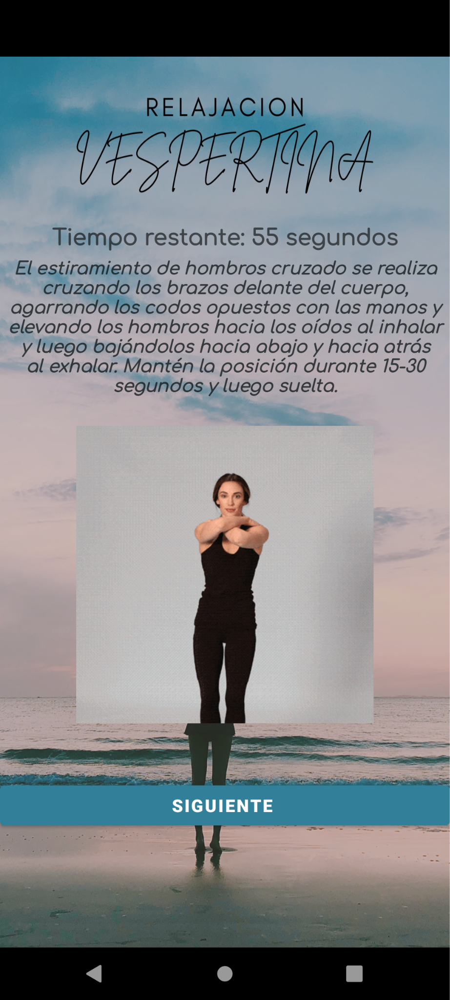 RELAJACION
VESPERTINA
Tiempo restante: 55 segundos
El estiramiento de hombros cruzado se realiza
cruzando los brazos delante del cuerpo,
agarrando los codos opuestos con las manos y
elevando los hombros hacia los oídos al inhalar
y luego bajándolos hacia abajo y hacia atrás
al exhalar. Mantén la posición durante 15-30
segundos y luego suelta.
SIGUIENTE